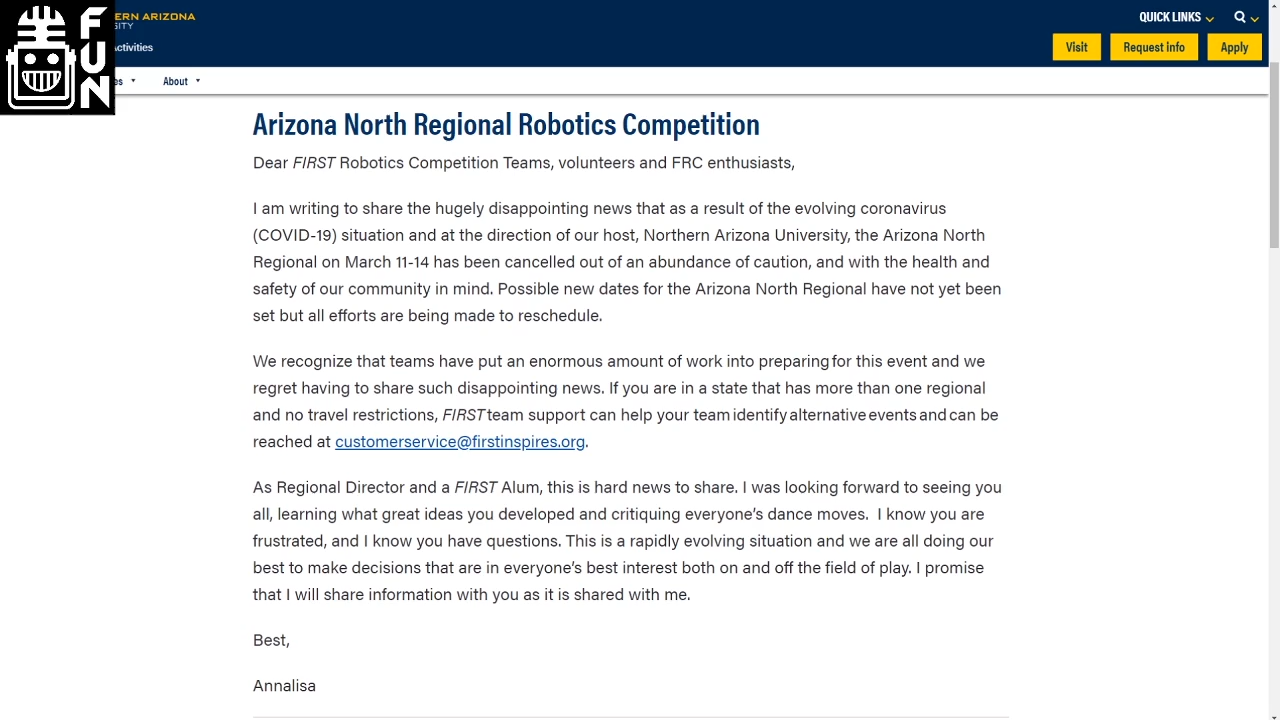 FUN
ERN ARIZONA
SITY
QUICK LINKS
Activities
Visit
Request info
Apply
es
About
Arizona North Regional Robotics Competition
Dear FIRST Robotics Competition Teams, volunteers and FRC enthusiasts,
I am writing to share the hugely disappointing news that as a result of the evolving coronavirus
(COVID-19) situation and at the direction of our host, Northern Arizona University, the Arizona North
Regional on March 11-14 has been cancelled out of an abundance of caution, and with the health and
safety of our community in mind. Possible new dates for the Arizona North Regional have not yet been
set but all efforts are being made to reschedule.
We recognize that teams have put an enormous amount of work into preparing for this event and we
regret having to share such disappointing news. If you are in a state that has more than one regional
and no travel restrictions, FIRST team support can help your team identify alternative events and can be
reached at customerservice@firstinspires.org.
As Regional Director and a FIRST Alum, this is hard news to share. I was looking forward to seeing you
all, learning what great ideas you developed and critiquing everyone's dance moves.  I know you are
frustrated, and I know you have questions. This is a rapidly evolving situation and we are all doing our
best to make decisions that are in everyone's best interest both on and off the field of play. I promise
that I will share information with you as it is shared with me.
Best,
Annalisa